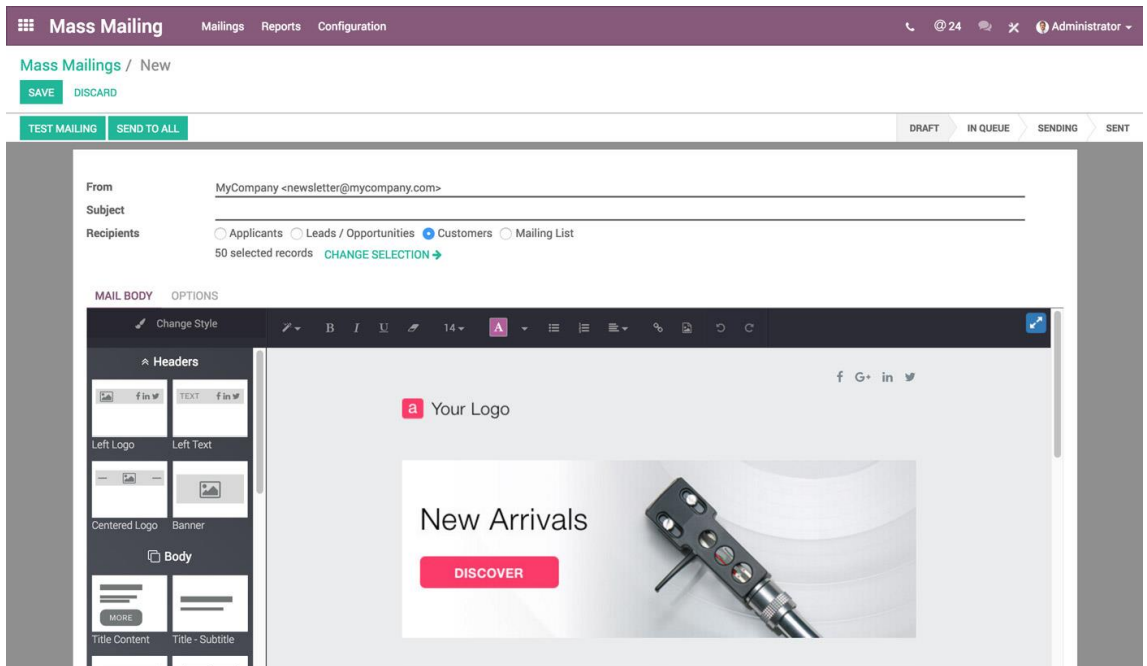 Mass Mailing Mailings Reports Configuration @ 24 Administrator
Mass Mailings / New
SAVE DISCARD
TEST MAILING SEND TO ALL DRAFT IN QUEUE SENDING SENT
From MyCompany <newsletter@mycompany.com>
Subject
Recipients Applicants Leads / Opportunities Customers Mailing List
50 selected records CHANGE SELECTION
MAIL BODY OPTIONS
Change Style B I U 14 A
Headers
f in TEXT f in
Left Logo Left Text
Centered Logo Banner
Body
MORE
Title Content Title - Subtitle
f G+ in
a Your Logo
New Arrivals
DISCOVER